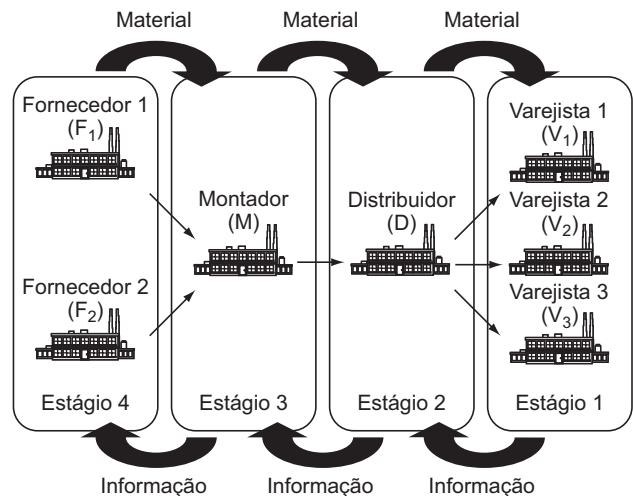 Material Material Material
Fornecedor 1
(F1)
Fornecedor 2
(F2)
Estágio 4
Montador
(M)
Estágio 3
Distribuidor
(D)
Estágio 2
Varejista 1
(V1)
Varejista 2
(V2)
Varejista 3
(V3)
Estágio 1
Informação Informação Informação